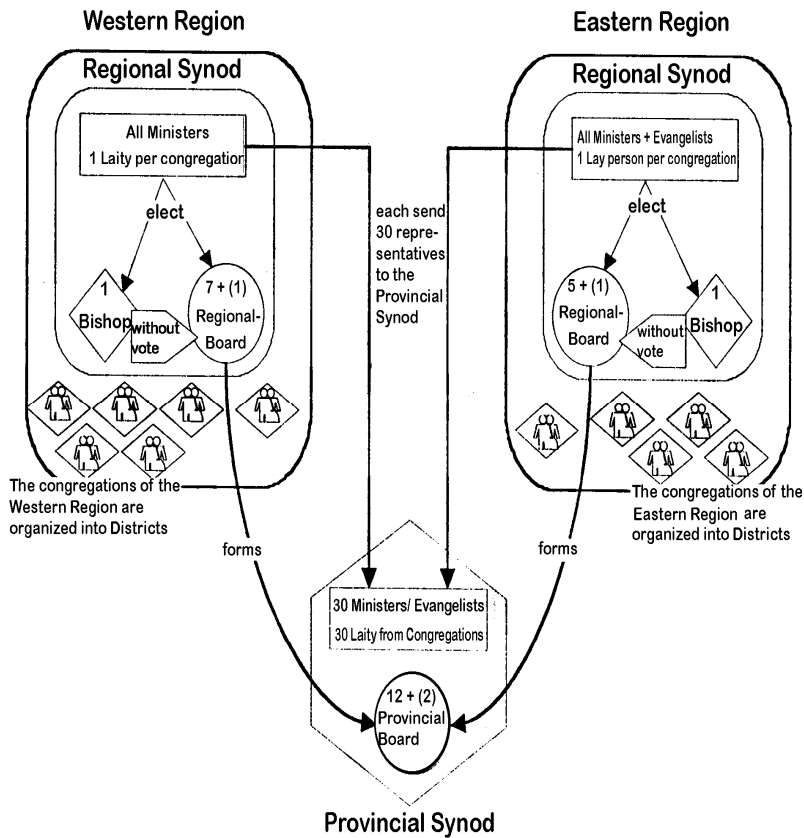 Western Region
Regional Synod
All Ministers
1 Laity per congregation
elect
1
Bishop
without
vote
7 + (1)
Regional-
Board
The congregations of the
Western Region are
organized into Districts
forms
each send
30 repre-
sentatives
to the
Provincial
Synod
Eastern Region
Regional Synod
All Ministers + Evangelists
1 Lay person per congregation
elect
5 + (1)
Regional-
Board
without
vote
1
Bishop
The congregations of the
Eastern Region are
organized into Districts
forms
30 Ministers/ Evangelists
30 Laity from Congregations
12 + (2)
Provincial
Board
Provincial Synod